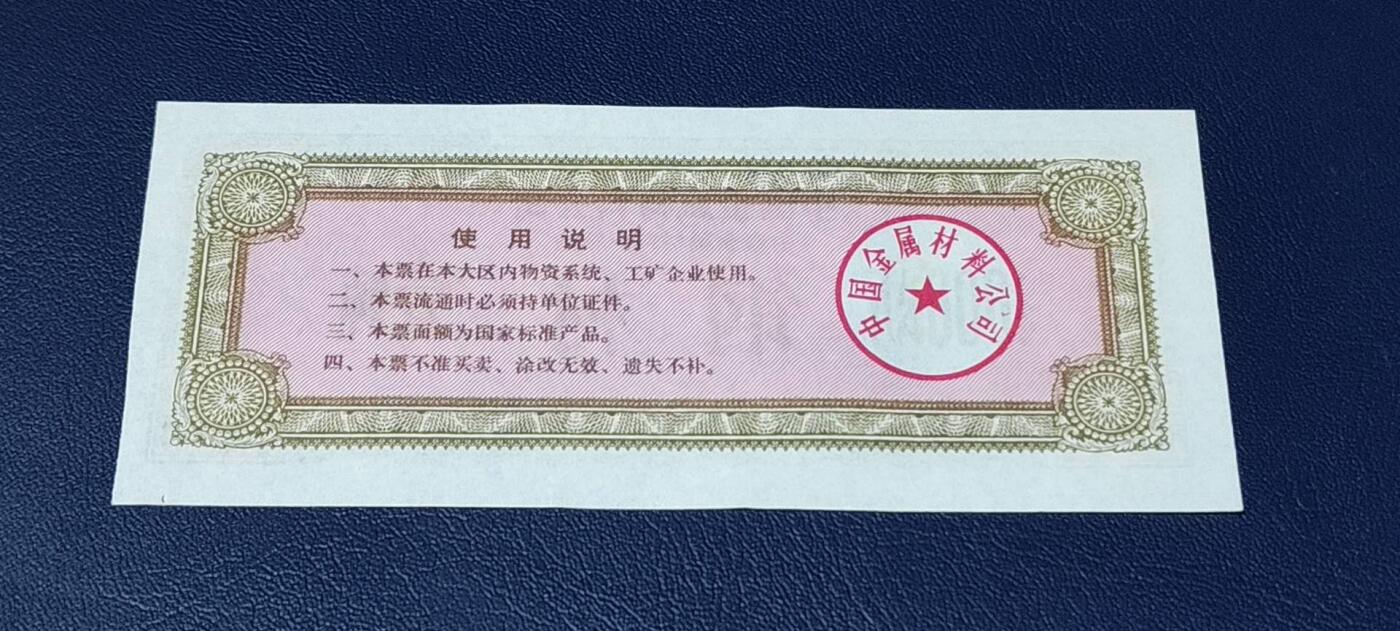 使用说明
一、本票在本大区内物资系统、工矿企业使用。
二、本票流通时必须持单位证件。
三、本票面额为国家标准产品。
四、本票不准买卖、涂改无效、遗失不补。
中国金属材料公司